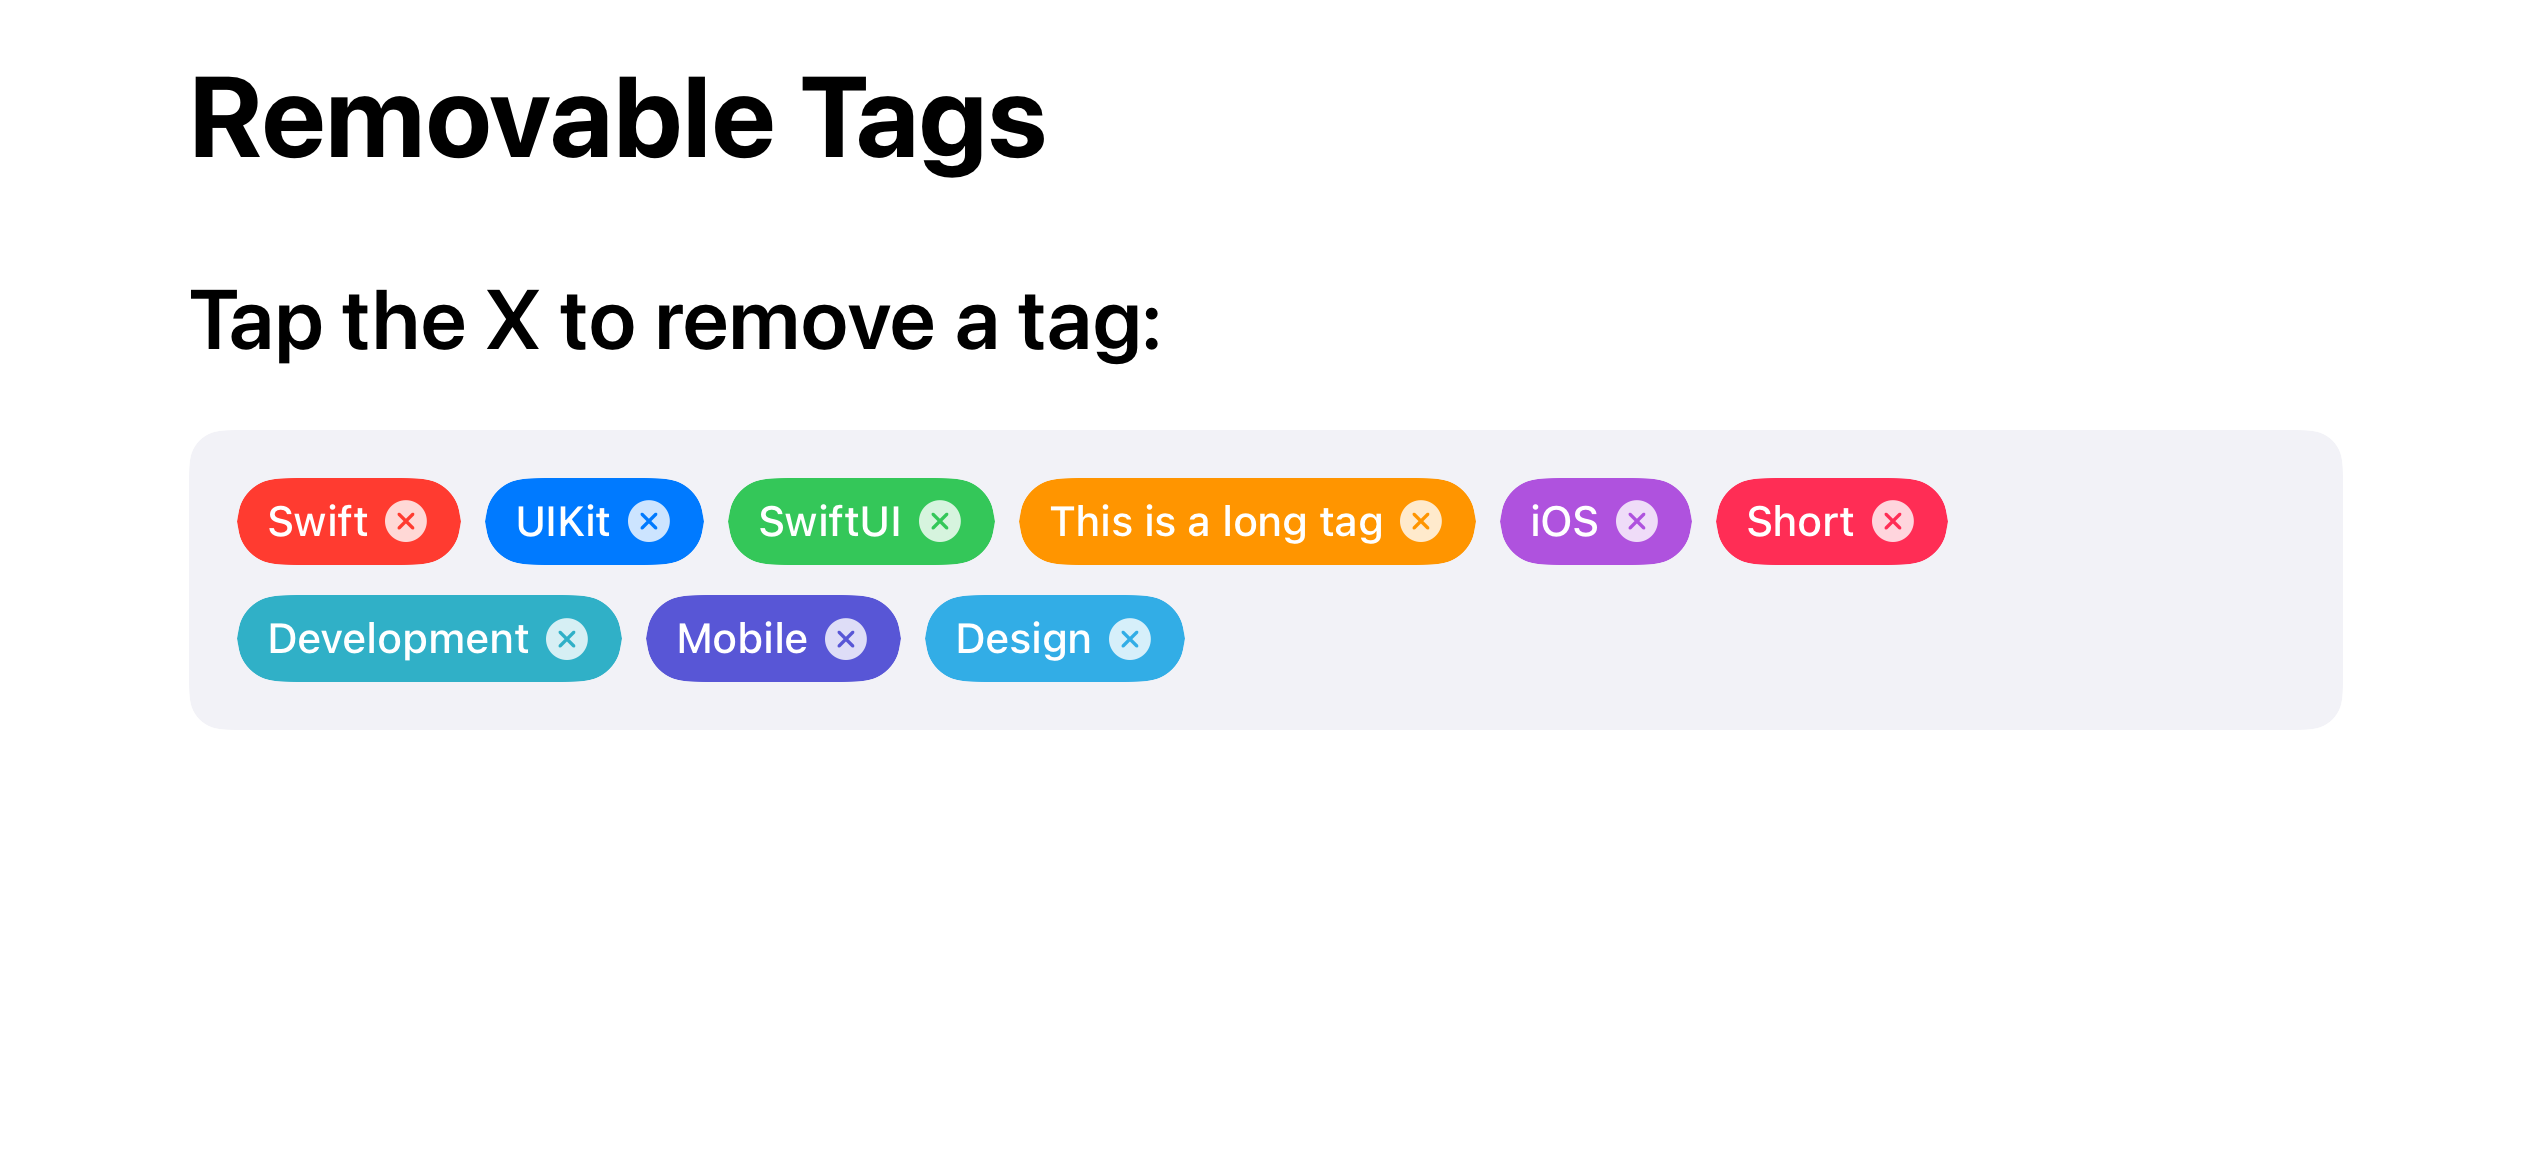 Removable Tags
Tap the X to remove a tag:
Swift UIKit SwiftUI This is a long tag iOS Short
Development Mobile Design